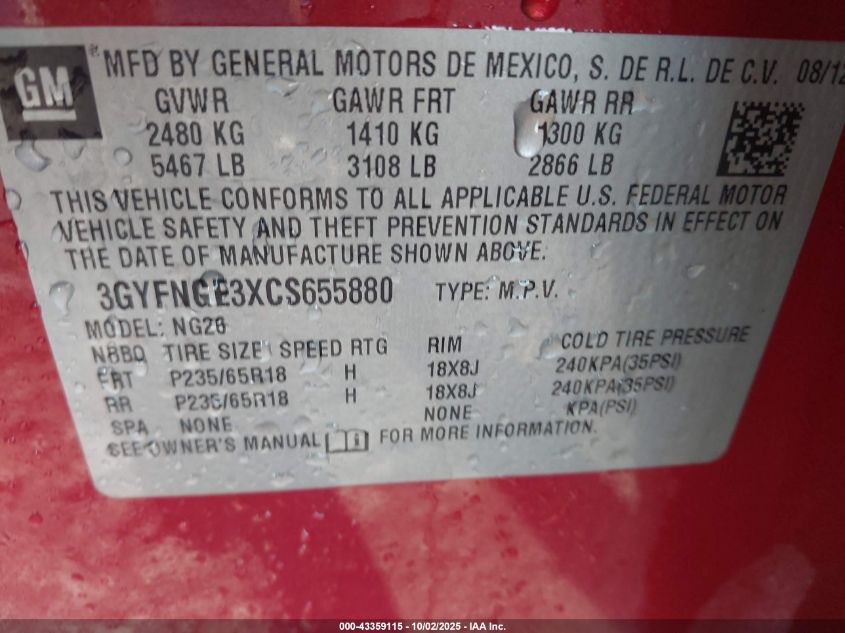 GM ® MFD BY GENERAL MOTORS DE MEXICO, S. DE R.L. DE C.V. 08/12
GVWR GAWR FRT GAWR RR
2480 KG 1410 KG 1300 KG
5467 LB 3108 LB 2866 LB
THIS VEHICLE CONFORMS TO ALL APPLICABLE U.S. FEDERAL MOTOR
VEHICLE SAFETY AND THEFT PREVENTION STANDARDS IN EFFECT ON
THE DATE OF MANUFACTURE SHOWN ABOVE.
3GYFNGE3XCS655880 TYPE: M.P.V.
MODEL: NG26
NBBQ TIRE SIZE SPEED RTG RIM COLD TIRE PRESSURE
FRT P235/65R18 H 18X8J 240KPA(35PSI)
RR P235/65R18 H 18X8J 240KPA(35PSI)
SPA NONE NONE KPA(PSI)
SEE OWNER'S MANUAL FOR MORE INFORMATION.
000-43359115 - 10/02/2025 - IAA Inc.